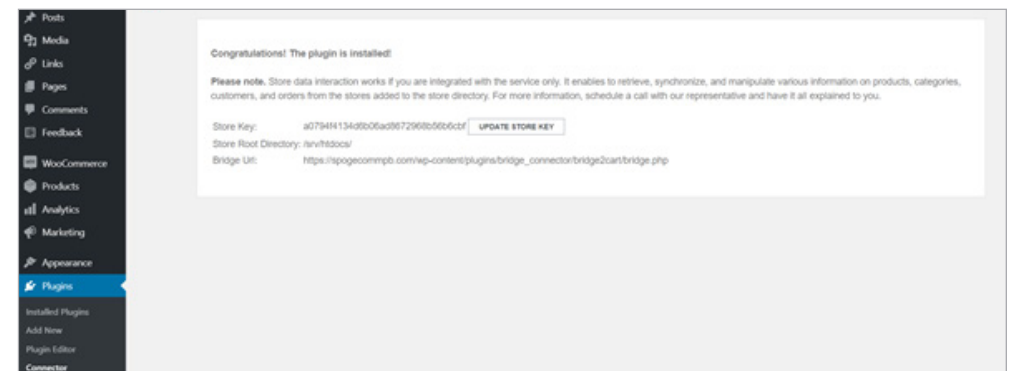 Posts
Media
Links
Pages
Comments
Feedback
WooCommerce
Products
Analytics
Marketing
Appearance
Plugins
Installed Plugins
Add New
Plugin Editor
Connector
Congratulations! The plugin is installed!
Please note. Store data interaction works if you are integrated with the service only. It enables to retrieve, synchronize, and manipulate various information on products, categories,
customers, and orders from the stores added to the store directory. For more information, schedule a call with our representative and have it all explained to you.
Store Key: UPDATE STORE KEY
Store Root Directory: /srv/htdocs/
Bridge Url: https://spogecommpb.com/wp-content/plugins/bridge_connector/bridge2cart/bridge.php